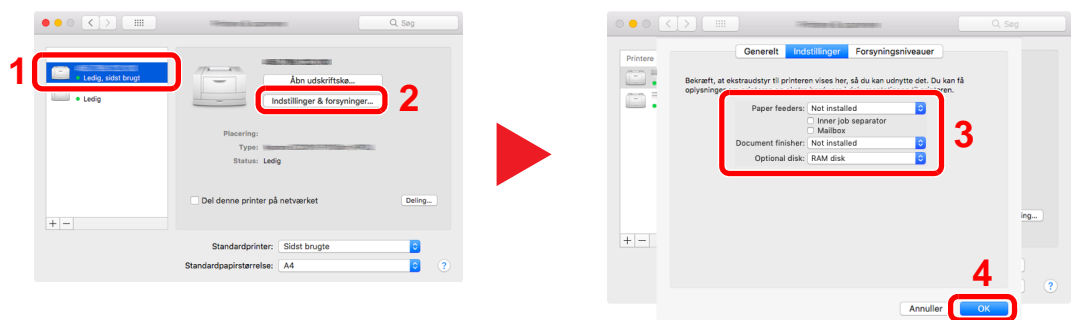 Søg
1
Ledig, sidst brugt
Ledig
Åbn udskriftskø...
Indstillinger & forsyninger...
2
Placering:
Type:
Status: Ledig
Del denne printer på netværket
Deling...
+ −
Standardprinter: Sidst brugte
Standardpapirstørrelse: A4
?
Søg
Printere
Generelt Indstillinger Forsyningsniveauer
Bekræft, at ekstraudstyr til printeren vises her, så du kan udnytte det. Du kan få
oplysninger
Paper feeders: Not installed
Inner job separator
Mailbox
Document finisher: Not installed
Optional disk: RAM disk
3
ing...
+ −
4
?
Annuller OK